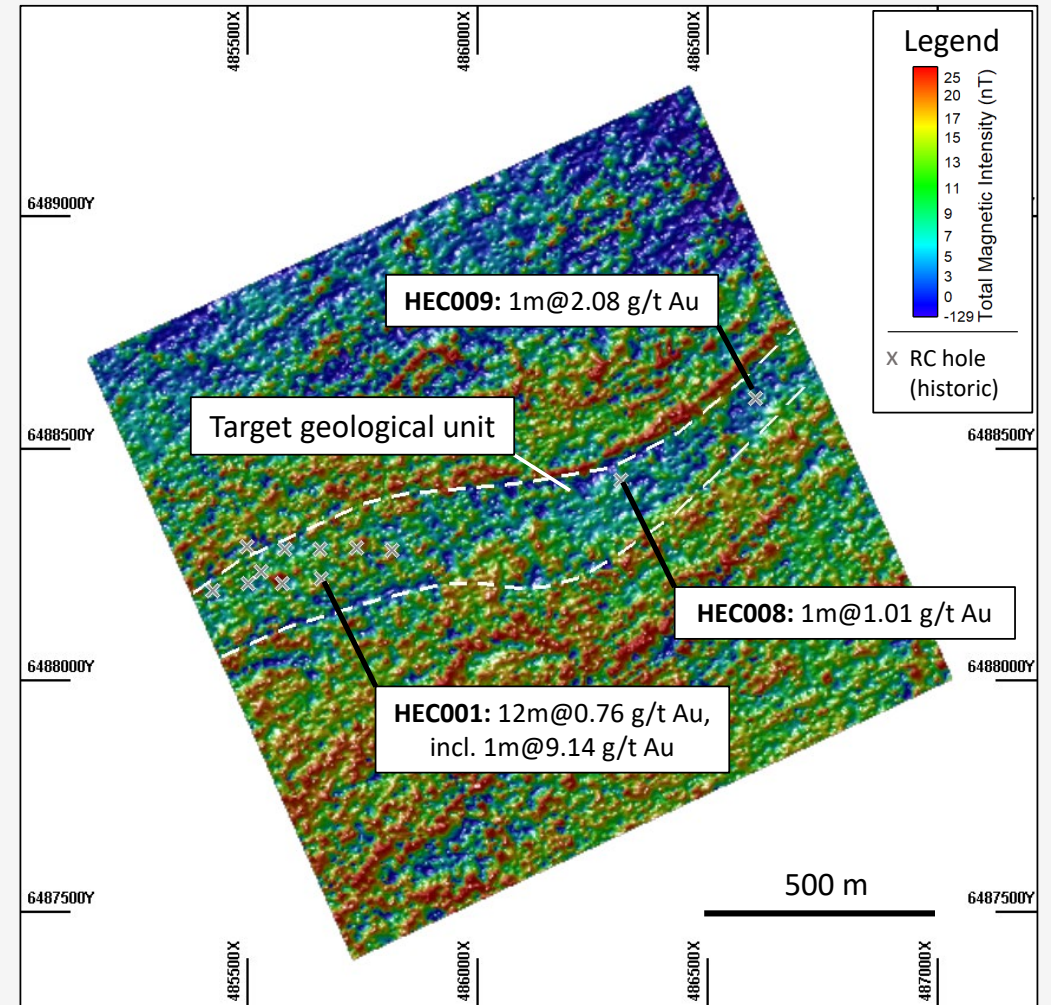 485500X
486000X
486500X
Legend
25
20
17
15
13
11
9
7
5
3
0
-129
Total Magnetic Intensity (nT)
x RC hole
(historic)
6489000Y
HEC009: 1m@2.08 g/t Au
Target geological unit
6488500Y
6488500Y
HEC008: 1m@1.01 g/t Au
6488000Y
6488000Y
HEC001: 12m@0.76 g/t Au,
incl. 1m@9.14 g/t Au
500 m
6487500Y
6487500Y
485500X
486000X
486500X
487000X